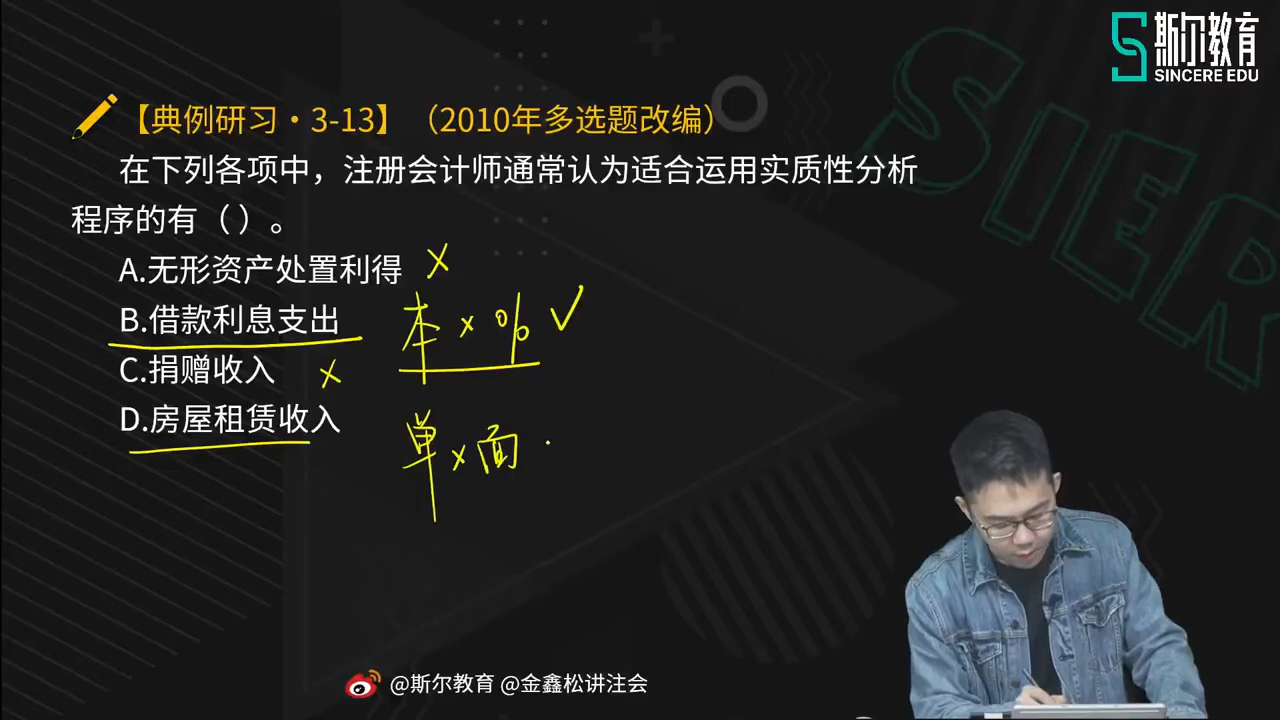 斯尔教育
SINCERE EDU
【典例研习·3-13】（2010年多选题改编）
在下列各项中，注册会计师通常认为适合运用实质性分析
程序的有（ ）。
A.无形资产处置利得 ×
B.借款利息支出 本×% ✓
C.捐赠收入 ×
D.房屋租赁收入 单×面·
SIER
@斯尔教育 @金鑫松讲注会